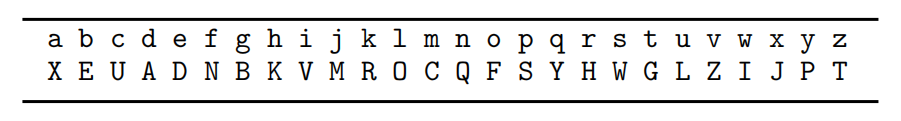 a b c d e f g h i j k l m n o p q r s t u v w x y z
X E U A D N B K V M R O C Q F S Y H W G L Z I J P T